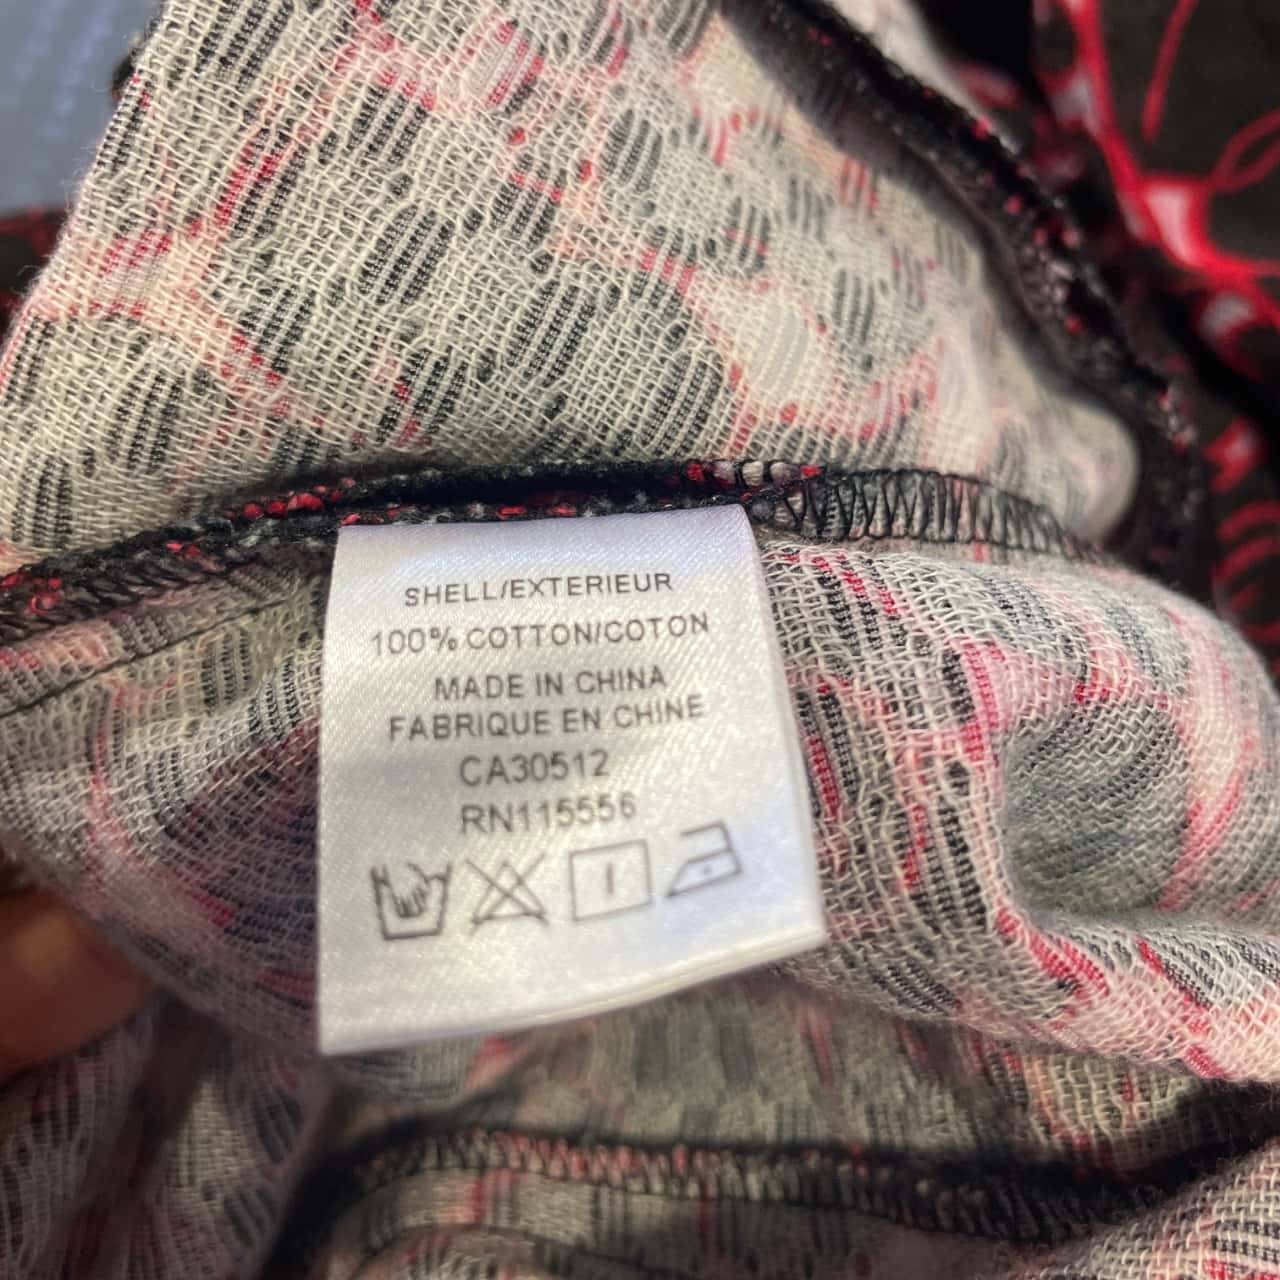 SHELL/EXTERIEUR
100% COTTON/COTON
MADE IN CHINA
FABRIQUE EN CHINE
CA30512
RN115556